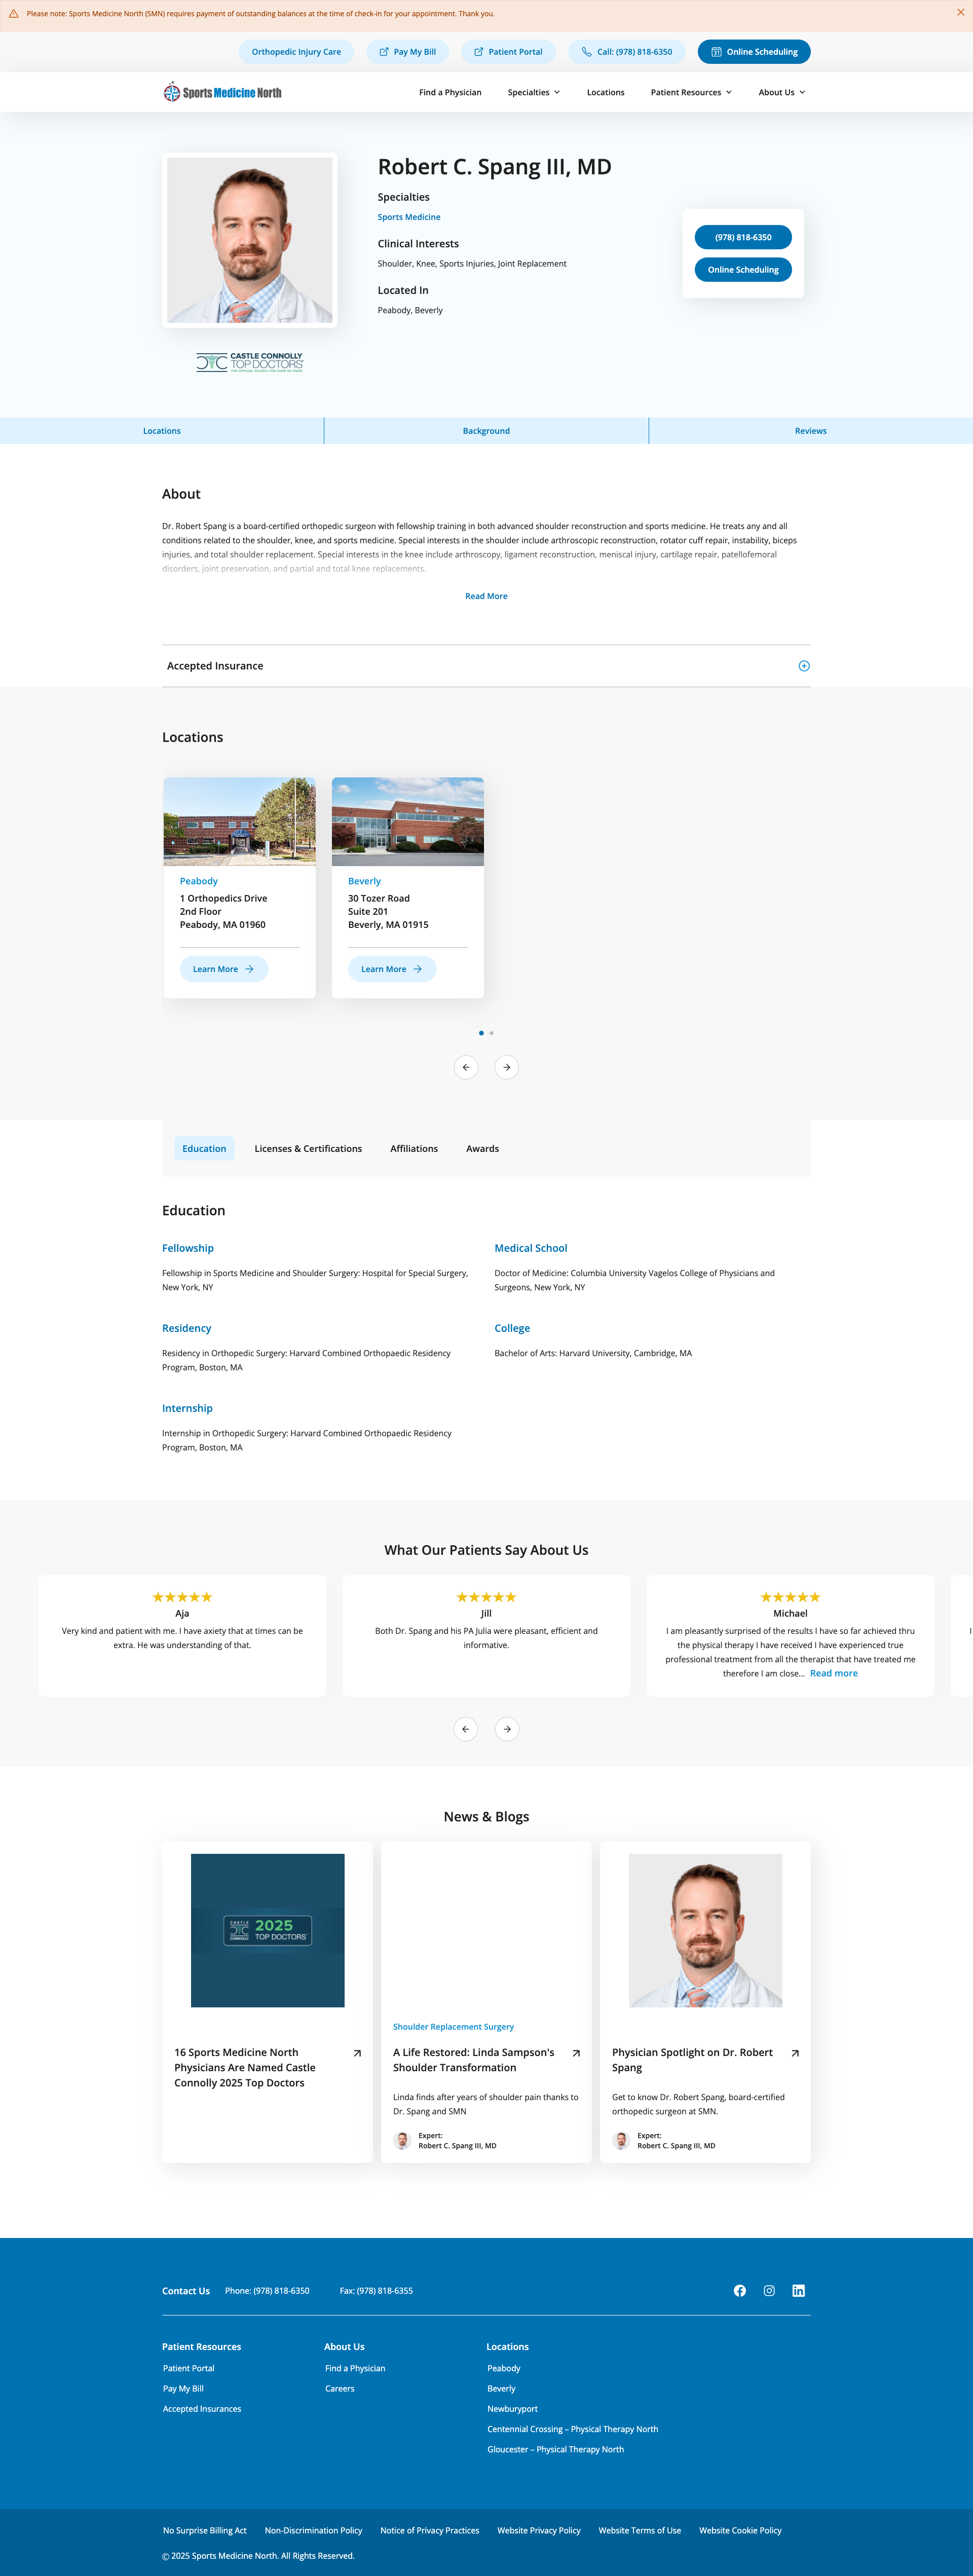 Please note: Sports Medicine North (SMN) requires payment of outstanding balances at the time of check-in for your appointment. Thank you.
Orthopedic Injury Care
Pay My Bill
Patient Portal
Call: (978) 818-6350
Online Scheduling
Sports Medicine North
Find a Physician
Specialties
Locations
Patient Resources
About Us
Robert C. Spang III, MD
Specialties
Sports Medicine
Clinical Interests
Shoulder, Knee, Sports Injuries, Joint Replacement
Located In
Peabody, Beverly
(978) 818-6350
Online Scheduling
CASTLE CONNOLLY
TOP DOCTORS
Locations
Background
Reviews
About
Dr. Robert Spang is a board-certified orthopedic surgeon with fellowship training in both advanced shoulder reconstruction and sports medicine. He treats any and all
conditions related to the shoulder, knee, and sports medicine. Special interests in the shoulder include arthroscopic reconstruction, rotator cuff repair, instability, biceps
injuries, and total shoulder replacement. Special interests in the knee include arthroscopy, ligament reconstruction, meniscal injury, cartilage repair, patellofemoral
disorders, joint preservation, and partial and total knee replacements.
Read More
Accepted Insurance
Locations
Peabody
1 Orthopedics Drive
2nd Floor
Peabody, MA 01960
Learn More
Beverly
30 Tozer Road
Suite 201
Beverly, MA 01915
Learn More
Education
Licenses & Certifications
Affiliations
Awards
Education
Fellowship
Fellowship in Sports Medicine and Shoulder Surgery: Hospital for Special Surgery,
New York, NY
Medical School
Doctor of Medicine: Columbia University Vagelos College of Physicians and
Surgeons, New York, NY
Residency
Residency in Orthopedic Surgery: Harvard Combined Orthopaedic Residency
Program, Boston, MA
College
Bachelor of Arts: Harvard University, Cambridge, MA
Internship
Internship in Orthopedic Surgery: Harvard Combined Orthopaedic Residency
Program, Boston, MA
What Our Patients Say About Us
Aja
Very kind and patient with me. I have axiety that at times can be
extra. He was understanding of that.
Jill
Both Dr. Spang and his PA Julia were pleasant, efficient and
informative.
Michael
I am pleasantly surprised of the results I have so far achieved thru
the physical therapy I have received I have experienced true
professional treatment from all the therapist that have treated me
therefore I am close... Read more
I
News & Blogs
CASTLE CONNOLLY
2025
TOP DOCTORS
16 Sports Medicine North
Physicians Are Named Castle
Connolly 2025 Top Doctors
Shoulder Replacement Surgery
A Life Restored: Linda Sampson's
Shoulder Transformation
Linda finds after years of shoulder pain thanks to
Dr. Spang and SMN
Expert:
Robert C. Spang III, MD
Physician Spotlight on Dr. Robert
Spang
Get to know Dr. Robert Spang, board-certified
orthopedic surgeon at SMN.
Expert:
Robert C. Spang III, MD
Contact Us
Phone: (978) 818-6350
Fax: (978) 818-6355
Patient Resources
Patient Portal
Pay My Bill
Accepted Insurances
About Us
Find a Physician
Careers
Locations
Peabody
Beverly
Newburyport
Centennial Crossing – Physical Therapy North
Gloucester – Physical Therapy North
No Surprise Billing Act
Non-Discrimination Policy
Notice of Privacy Practices
Website Privacy Policy
Website Terms of Use
Website Cookie Policy
© 2025 Sports Medicine North. All Rights Reserved.